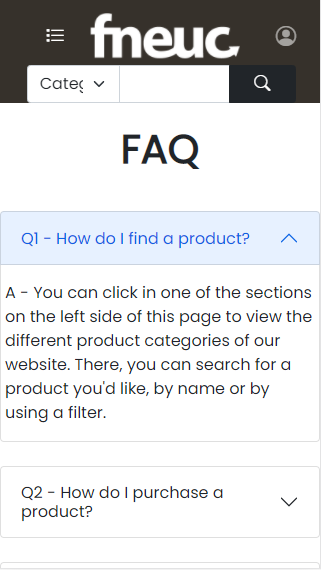 fneuc
Categ
FAQ
Q1 - How do I find a product?
A - You can click in one of the sections
on the left side of this page to view the
different product categories of our
website. There, you can search for a
product you'd like, by name or by
using a filter.
Q2 - How do I purchase a
product?